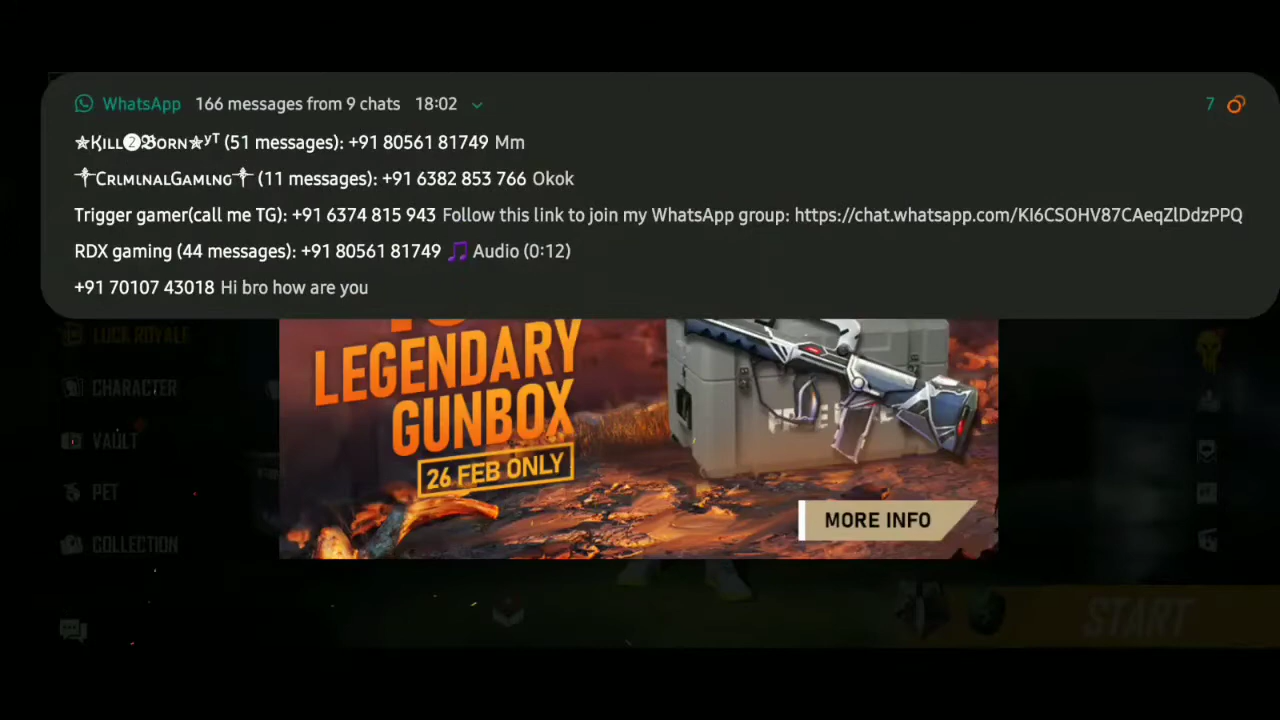 WhatsApp 166 messages from 9 chats 18:02 7
✯Ƙɪʟʟ➋Ɓᴏʀɴ✯ʸᵀ (51 messages): +91 80561 81749 Mm
༒CʀɩмɩɴᴀʟGᴀмɩɴԍ༒ (11 messages): +91 6382 853 766 Okok
Trigger gamer(call me TG): +91 6374 815 943 Follow this link to join my WhatsApp group: https://chat.whatsapp.com/KI6CSOHV87CAeqZlDdzPPQ
RDX gaming (44 messages): +91 80561 81749 🎵 Audio (0:12)
+91 70107 43018 Hi bro how are you
LUCK ROYALE
CHARACTER
VAULT
PET
COLLECTION
LEGENDARY
GUNBOX
26 FEB ONLY
MORE INFO
START